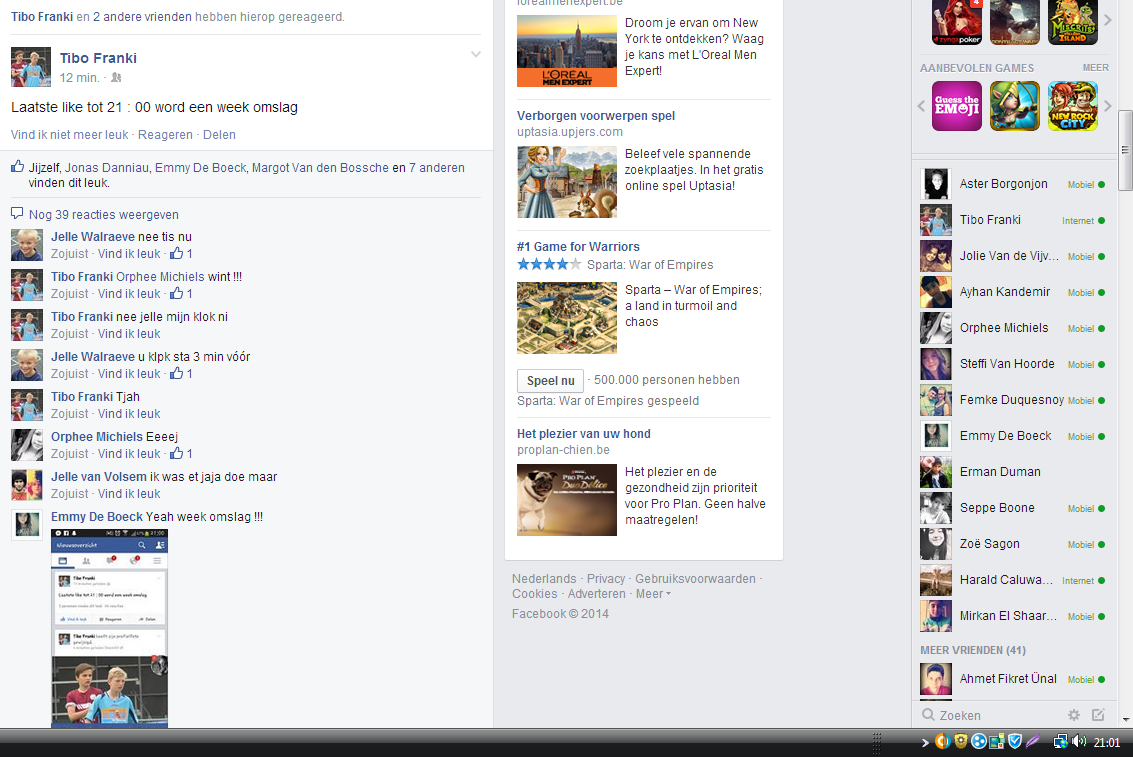 Tibo Franki en 2 andere vrienden hebben hierop gereageerd.
Tibo Franki
12 min. ·
Laatste like tot 21 : 00 word een week omslag
Vind ik niet meer leuk · Reageren · Delen
Jijzelf, Jonas Danniau, Emmy De Boeck, Margot Van den Bossche en 7 anderen
vinden dit leuk.
Nog 39 reacties weergeven
Jelle Walraeve nee tis nu
Zojuist · Vind ik leuk · 1
Tibo Franki Orphee Michiels wint !!!
Zojuist · Vind ik leuk · 1
Tibo Franki nee jelle mijn klok ni
Zojuist · Vind ik leuk
Jelle Walraeve u klpk sta 3 min vóór
Zojuist · Vind ik leuk · 1
Tibo Franki Tjah
Zojuist · Vind ik leuk
Orphee Michiels Eeeej
Zojuist · Vind ik leuk · 1
Jelle van Volsem ik was et jaja doe maar
Zojuist · Vind ik leuk
Emmy De Boeck Yeah week omslag !!!
21:00
Nieuwsoverzicht
Tibo Franki
Laatste like tot 21 : 00 word een week omslag
Vind ik leuk Reageren Delen
Tibo Franki heeft zijn profielfoto
gewijzigd.
foremalmenexpert.be
Droom je ervan om New
York te ontdekken? Waag
je kans met L'Oreal Men
Expert!
L'OREAL
MEN EXPERT
Verborgen voorwerpen spel
uptasia.upjers.com
Beleef vele spannende
zoekplaatjes. In het gratis
online spel Uptasia!
#1 Game for Warriors
Sparta: War of Empires
Sparta – War of Empires;
a land in turmoil and
chaos
Speel nu · 500.000 personen hebben
Sparta: War of Empires gespeeld
Het plezier van uw hond
proplan-chien.be
PRO PLAN
Duo Délice
Het plezier en de
gezondheid zijn prioriteit
voor Pro Plan. Geen halve
maatregelen!
Nederlands · Privacy · Gebruiksvoorwaarden ·
Cookies · Adverteren · Meer
Facebook © 2014
4
zynga poker
ISLAND
AANBEVOLEN GAMES MEER
Guess the
EMOJI
NEW ROCK
CITY
Aster Borgonjon Mobiel
Tibo Franki Internet
Jolie Van de Vijv... Mobiel
Ayhan Kandemir Mobiel
Orphee Michiels Mobiel
Steffi Van Hoorde Mobiel
Femke Duquesnoy Mobiel
Emmy De Boeck Mobiel
Erman Duman
Seppe Boone Mobiel
Zoë Sagon Mobiel
Harald Caluwa... Internet
Mirkan El Shaar... Mobiel
MEER VRIENDEN (41)
Ahmet Fikret Ünal Mobiel
Zoeken
21:01